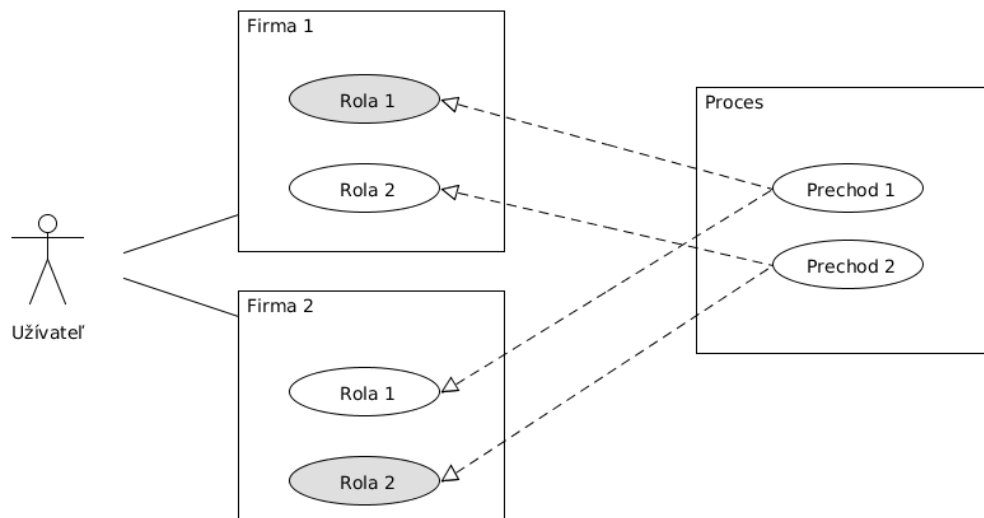 Firma 1
Rola 1
Rola 2
Užívateľ
Firma 2
Rola 1
Rola 2
Proces
Prechod 1
Prechod 2